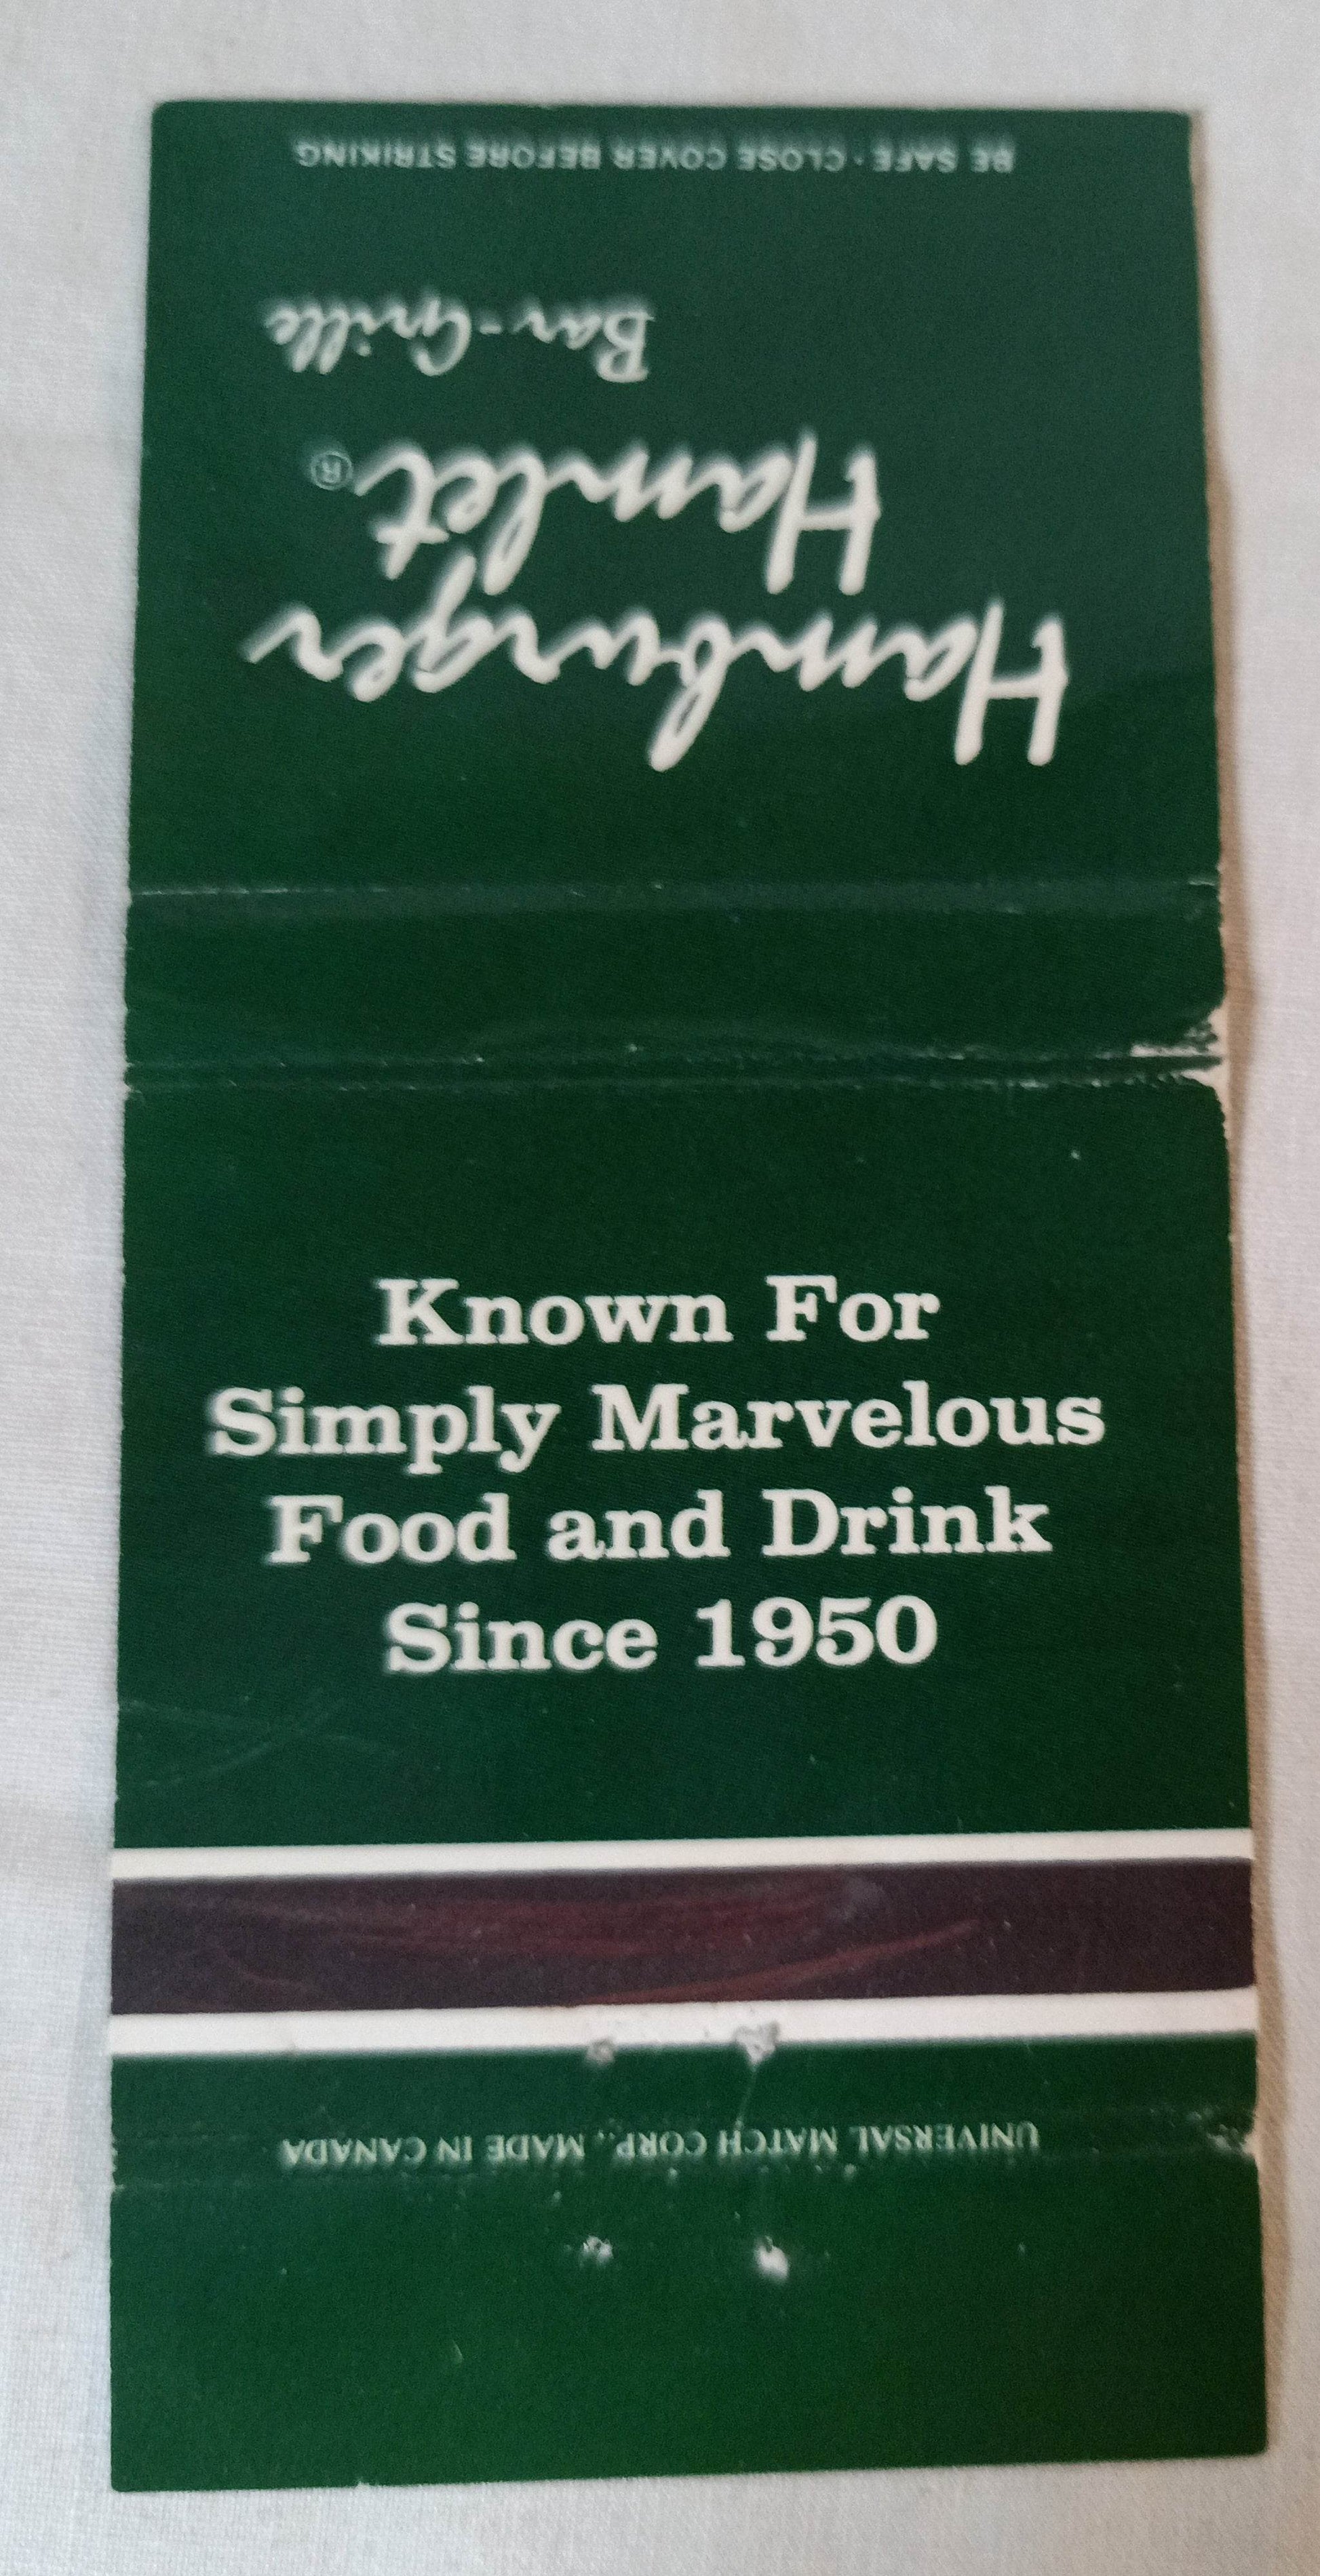 BE SAFE - CLOSE COVER BEFORE STRIKING
Hamburger
Hamlet®
Bar-Grille
Known For
Simply Marvelous
Food and Drink
Since 1950
UNIVERSAL MATCH CORP., MADE IN CANADA